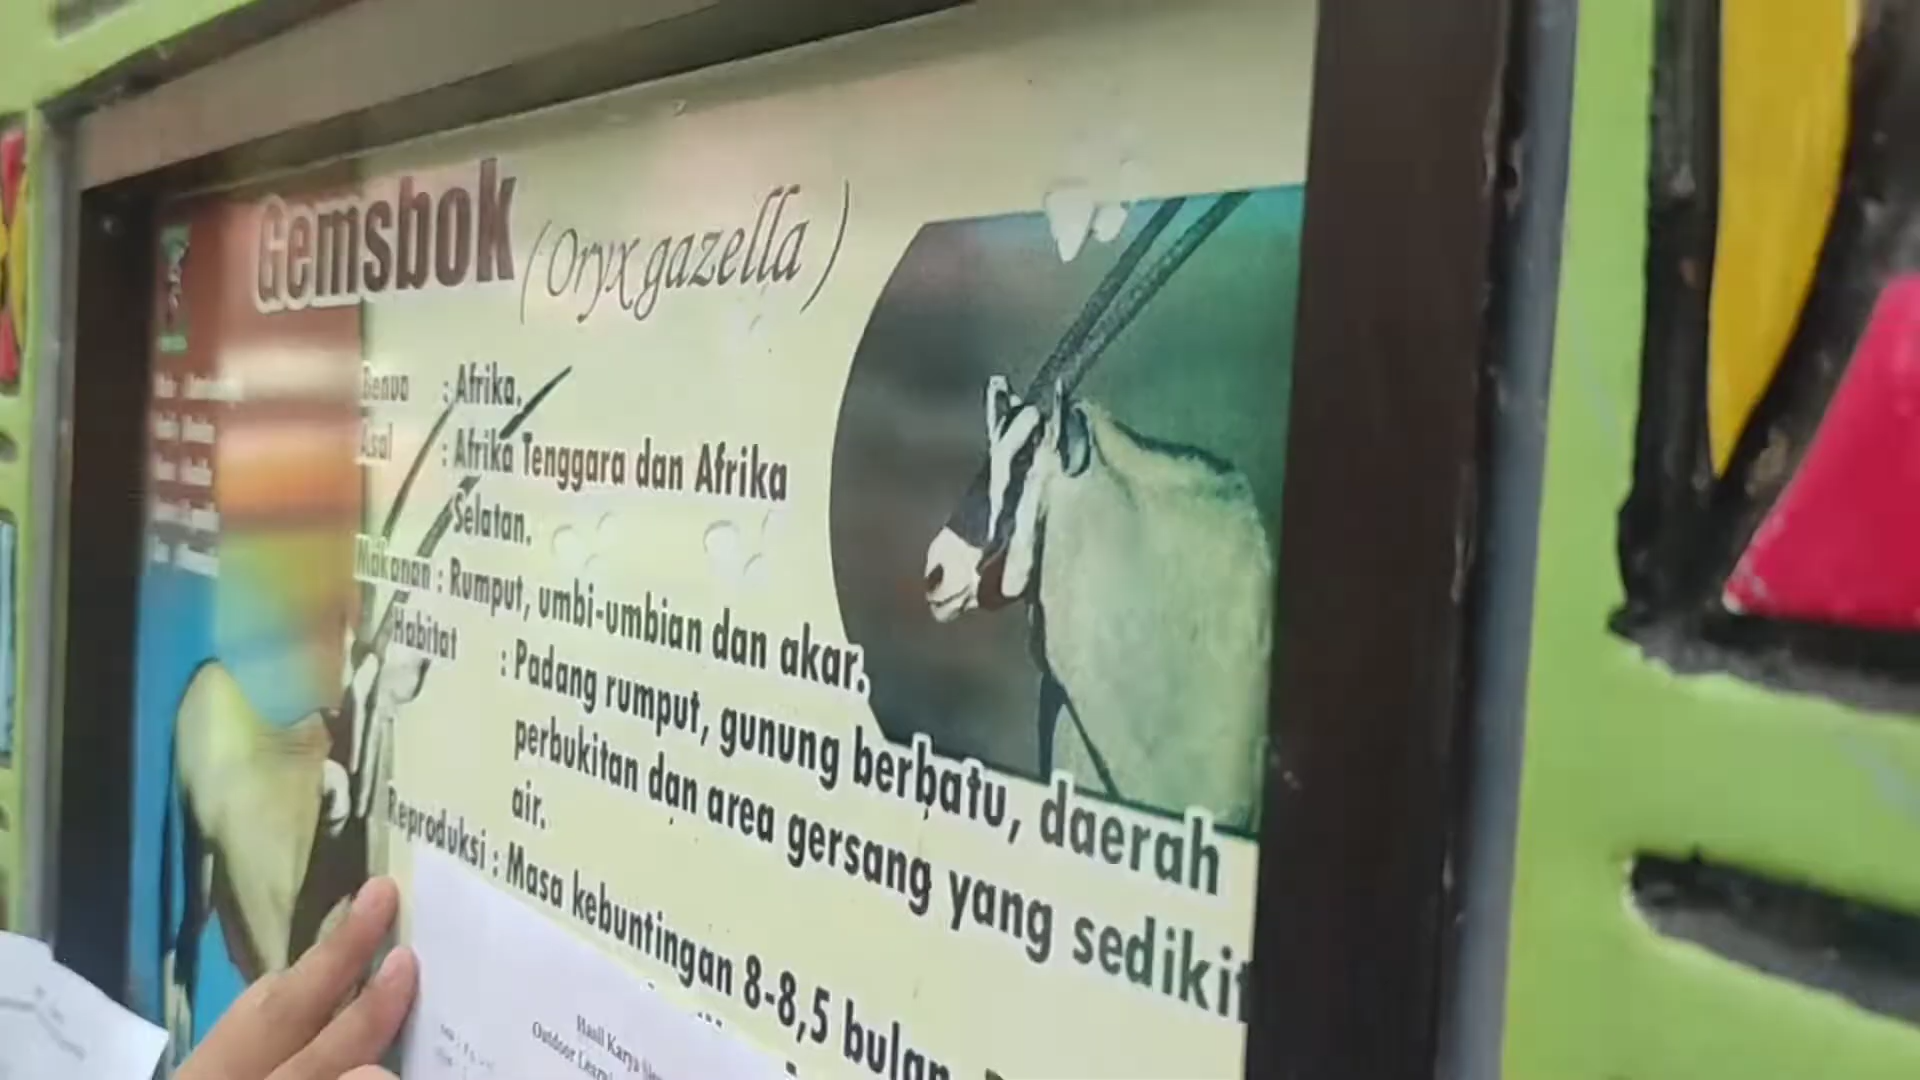 Gemsbok (Oryx gazella)
Benua : Afrika.
Asal : Afrika Tenggara dan Afrika
Selatan.
Makanan : Rumput, umbi-umbian dan akar.
Habitat : Padang rumput, gunung berbatu, daerah
perbukitan dan area gersang yang sedikit
air.
Reproduksi : Masa kebuntingan 8-8,5 bulan.
Hasil Karya
Outdoor